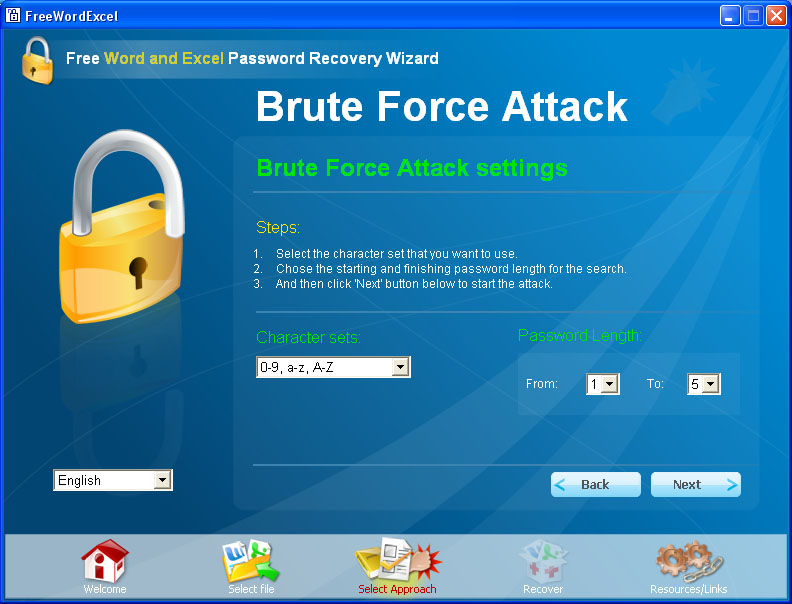 FreeWordExcel
Free Word and Excel Password Recovery Wizard
Brute Force Attack
Brute Force Attack settings
Steps:
1. Select the character set that you want to use.
2. Chose the starting and finishing password length for the search.
3. And then click 'Next' button below to start the attack.
Character sets:
Password Length:
0-9, a-z, A-Z
From: 1 To: 5
English
Back Next
Welcome Select file Select Approach Recover Resources/Links